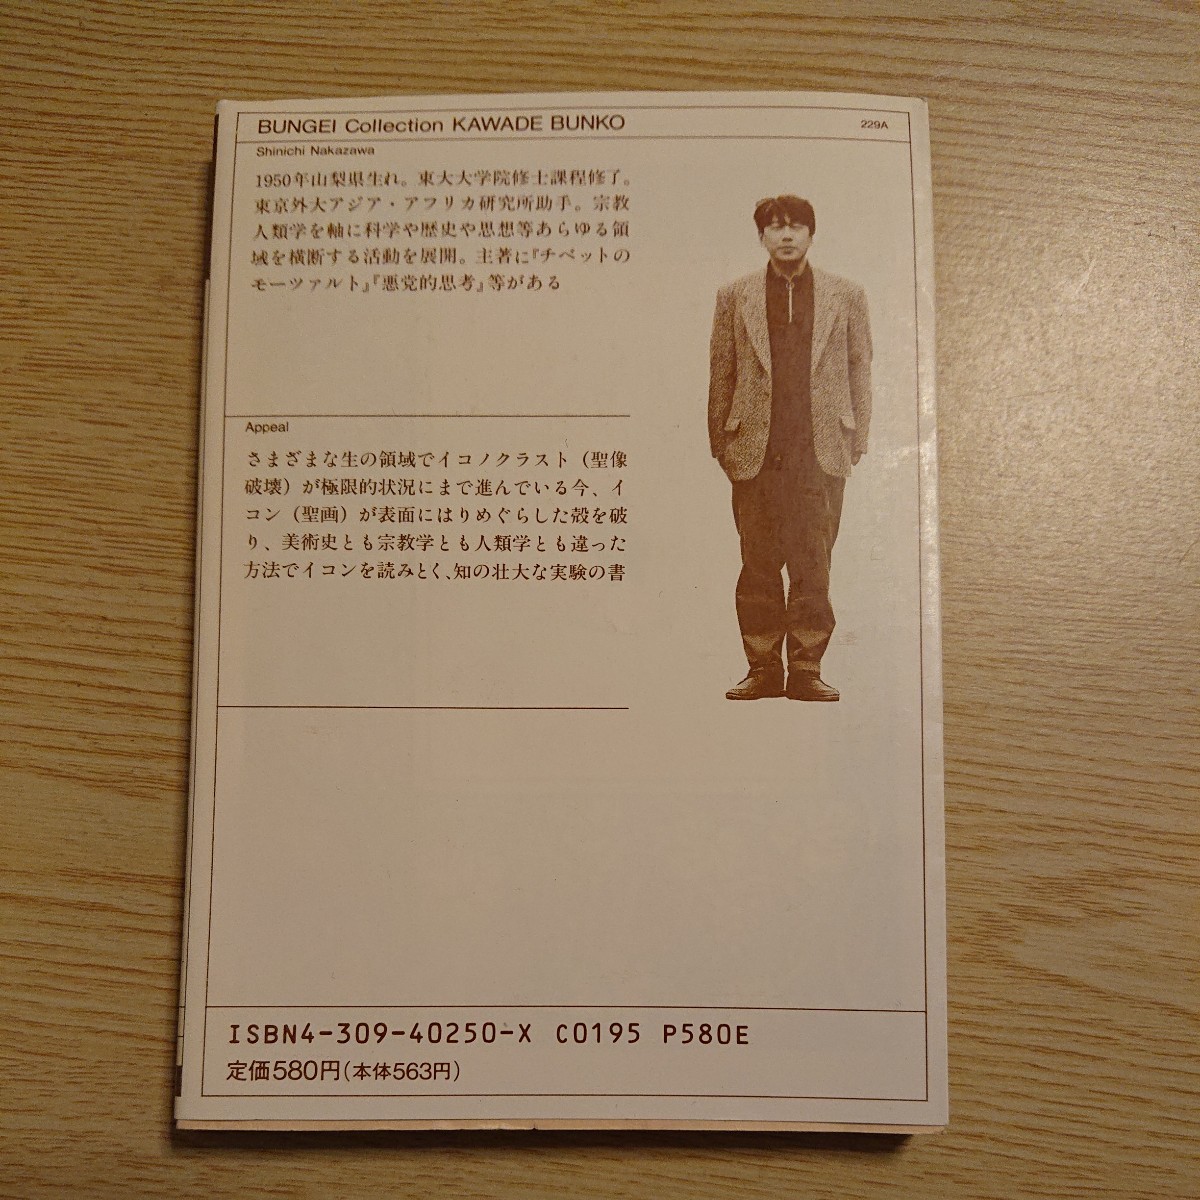 BUNGEI Collection KAWADE BUNKO
229A
Shinichi Nakazawa
1950年山梨県生れ。東大大学院修士課程修了。
東京外大アジア・アフリカ研究所助手。宗教
人類学を軸に科学や歴史や思想等あらゆる領
域を横断する活動を展開。主著に『チベットの
モーツァルト』『悪党的思考』等がある
Appeal
さまざまな生の領域でイコノクラスト（聖像
破壊）が極限的状況にまで進んでいる今、イ
コン（聖画）が表面にはりめぐらした殻を破
り、美術史とも宗教学とも人類学とも違った
方法でイコンを読みとく、知の壮大な実験の書
ISBN4-309-40250-X C0195 P580E
定価580円（本体563円）